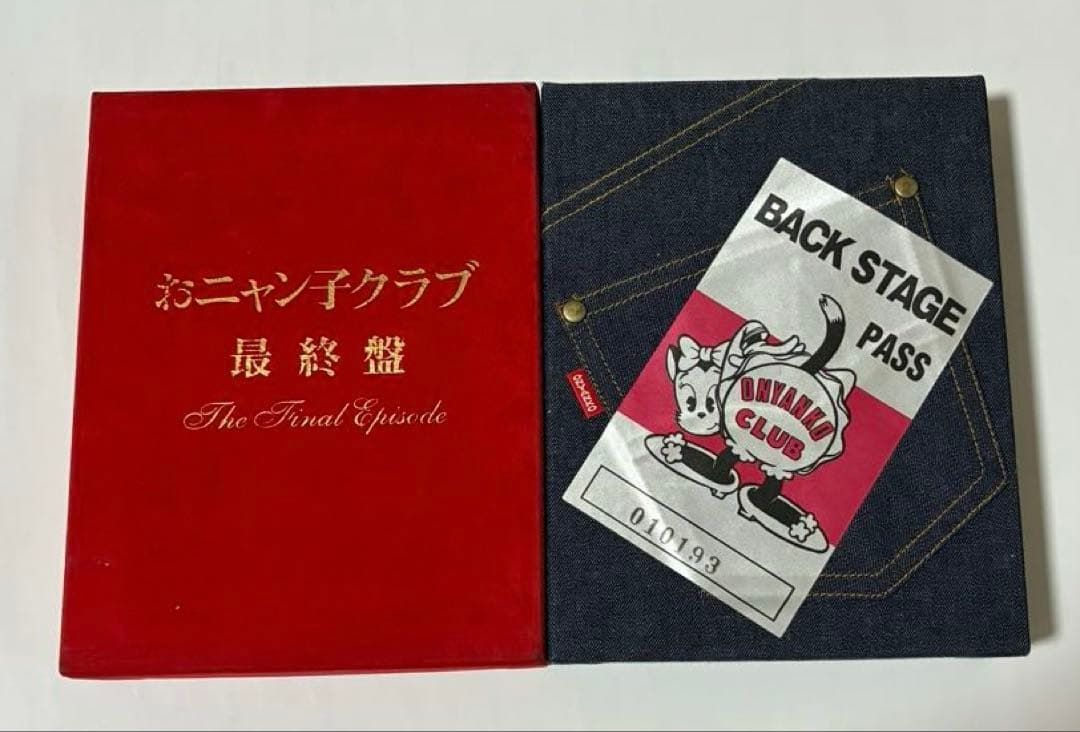 おニャン子クラブ
最終盤
The Final Episode
BACK STAGE
PASS
ONYANKO
CLUB
010193
ONYANKO